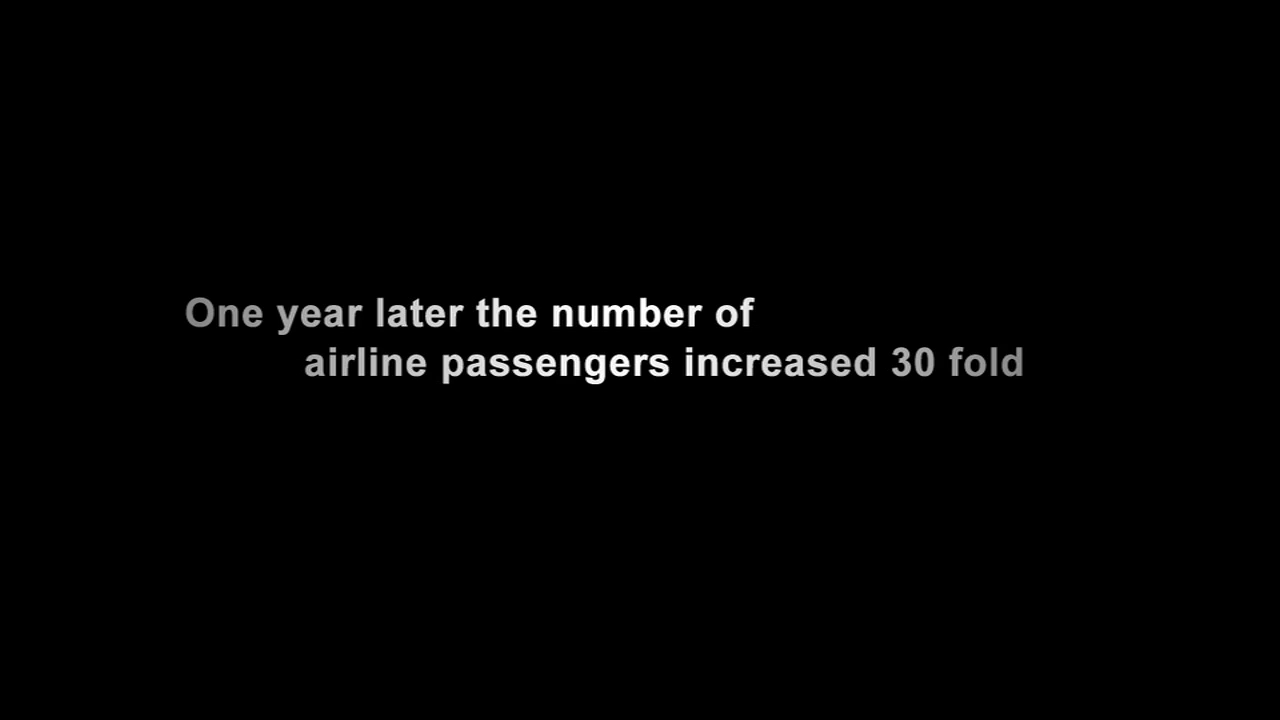 One year later the number of
airline passengers increased 30 fold